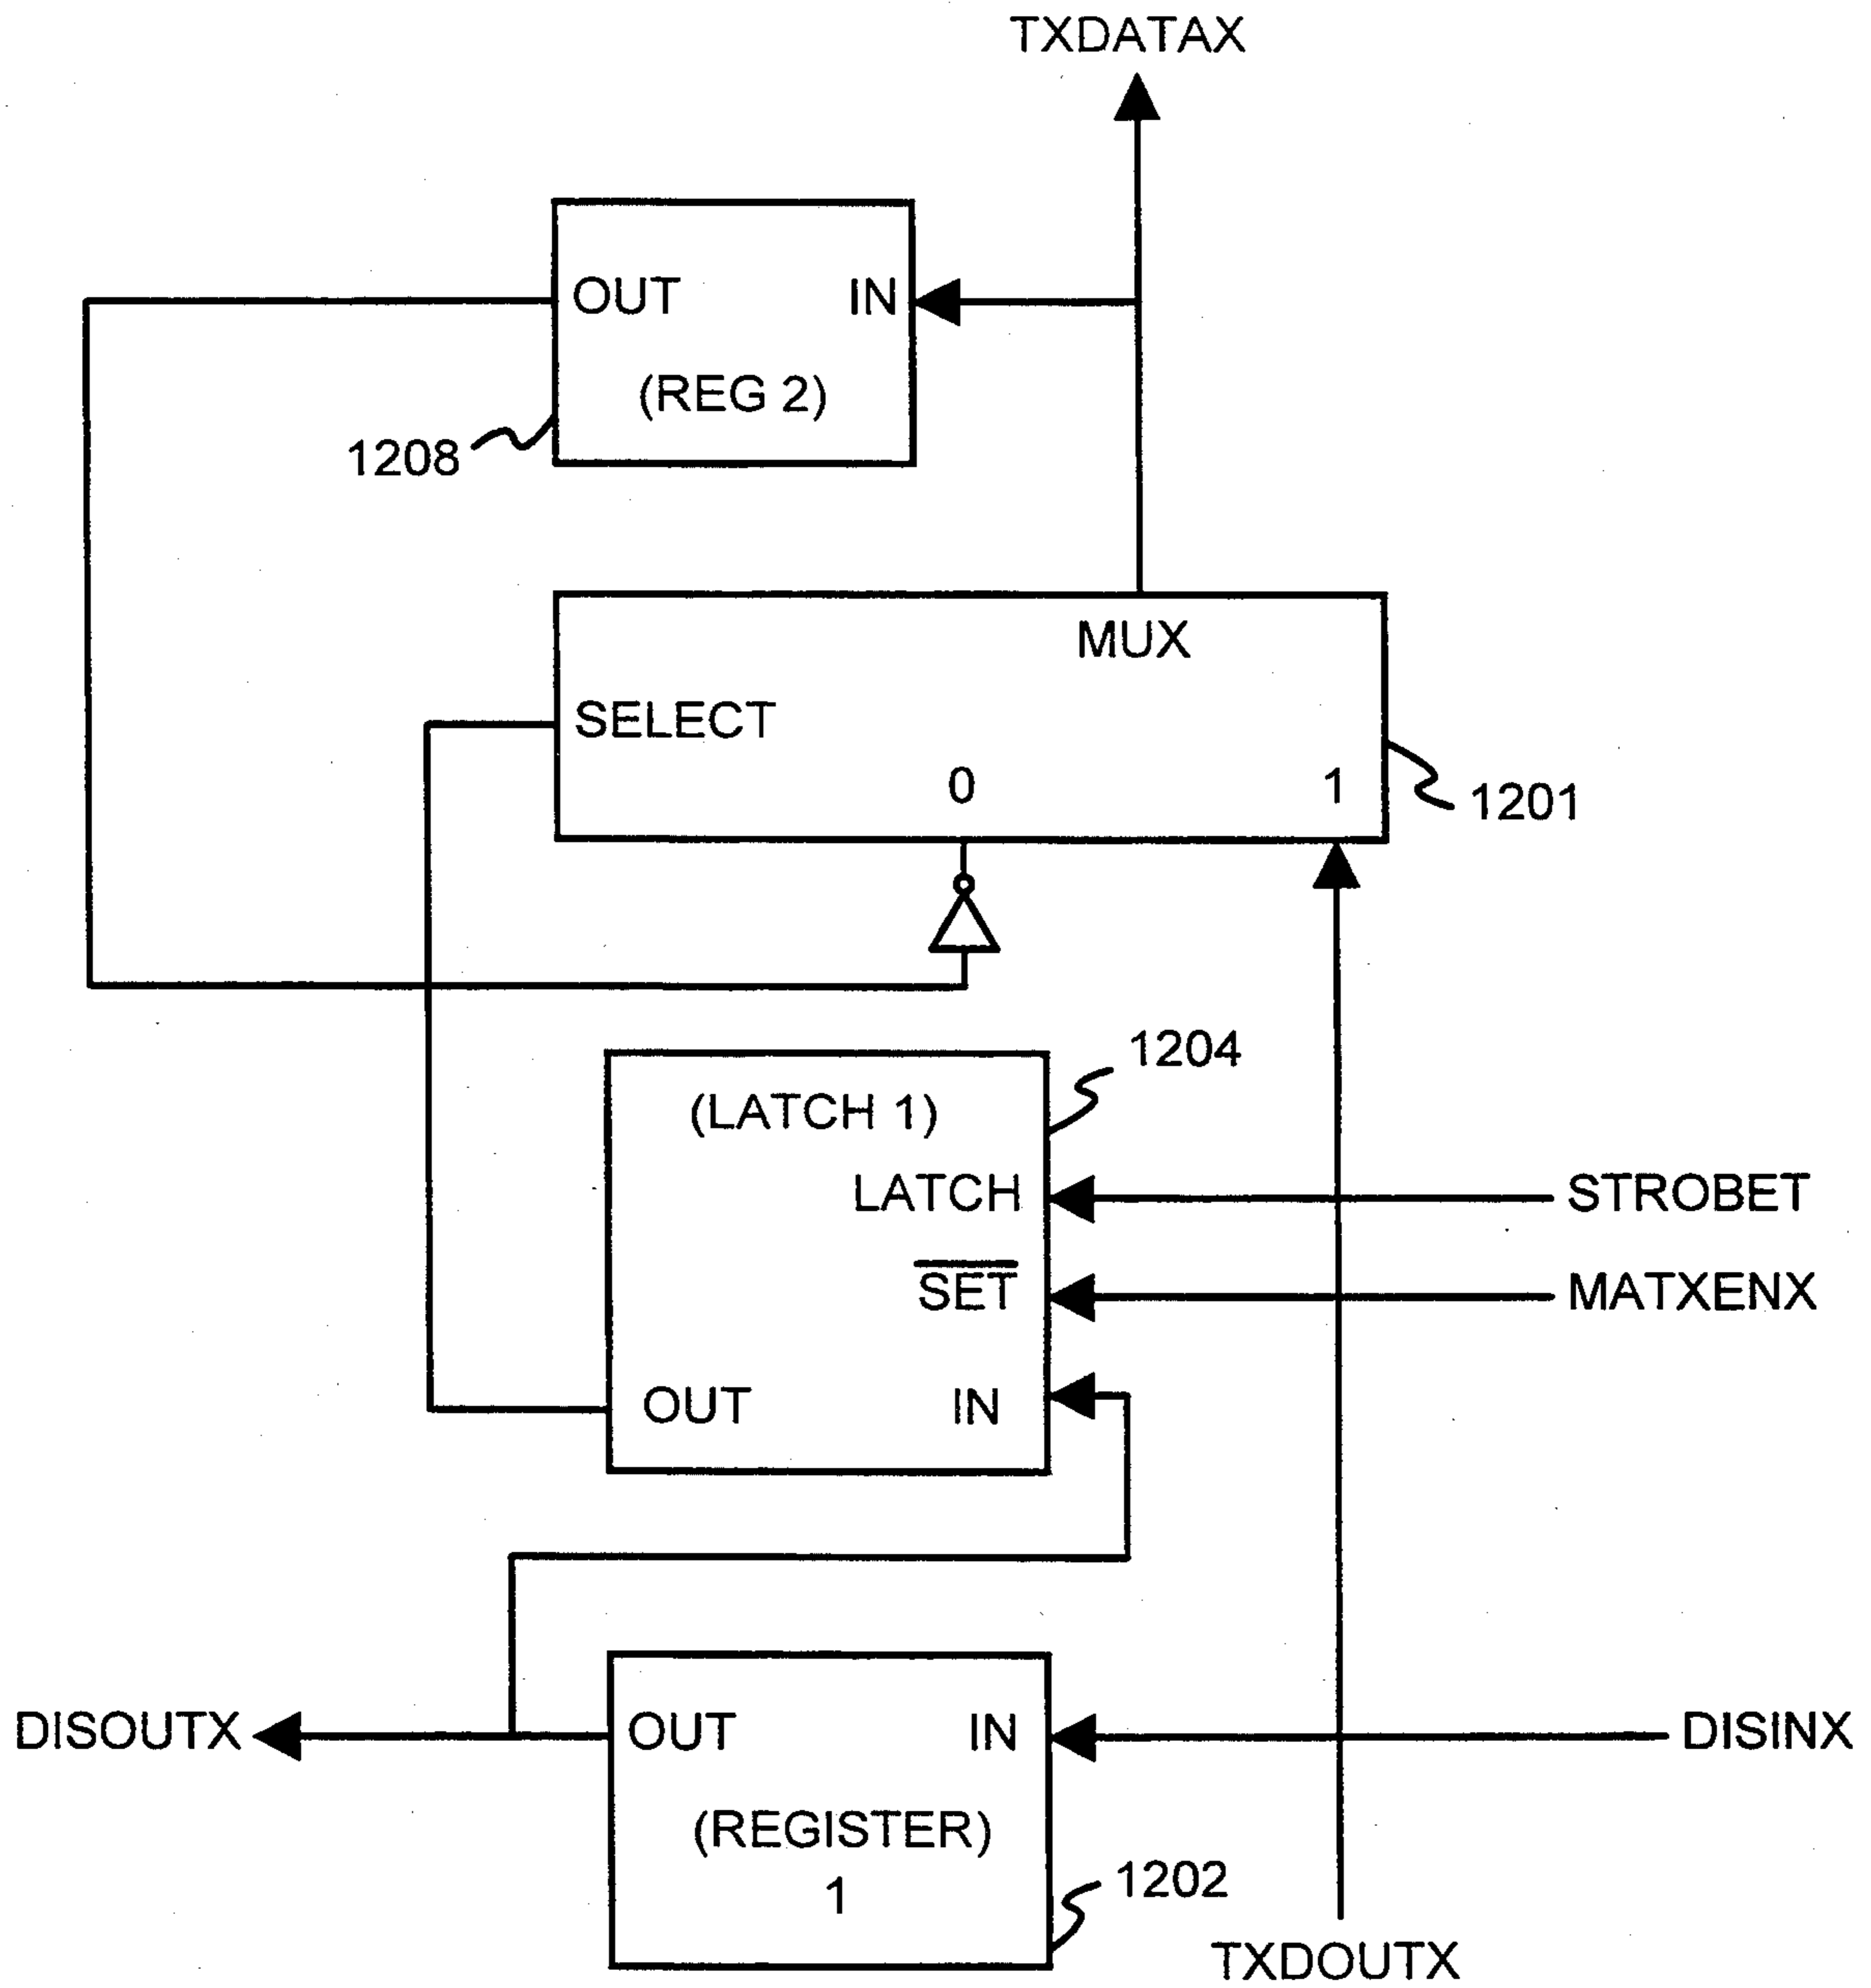 TXDATAX
OUT IN
(REG 2)
1208
MUX
SELECT
0 1
1201
1204
(LATCH 1)
LATCH
STROBET
SET
MATXENX
OUT IN
DISOUTX
OUT IN
DISINX
(REGISTER)
1
1202
TXDOUTX